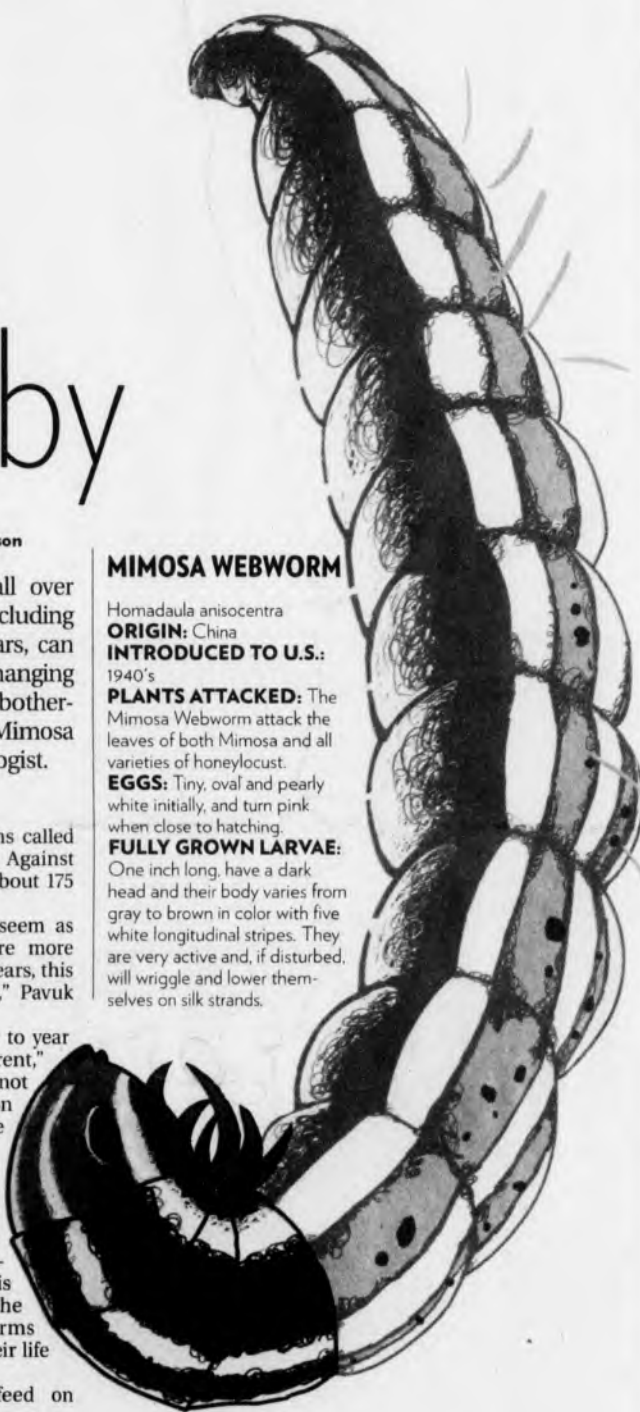 by
son
all over
cluding
ars, can
hanging
bother-
Mimosa
ogist.
ns called
Against
bout 175
seem as
re more
ears, this
," Pavuk
to year
rent,"
not
n
e
is
he
rms
eir life
feed on
MIMOSA WEBWORM
Homadaula anisocentra
ORIGIN: China
INTRODUCED TO U.S.:
1940's
PLANTS ATTACKED: The
Mimosa Webworm attack the
leaves of both Mimosa and all
varieties of honeylocust.
EGGS: Tiny, oval and pearly
white initially, and turn pink
when close to hatching.
FULLY GROWN LARVAE:
One inch long, have a dark
head and their body varies from
gray to brown in color with five
white longitudinal stripes. They
are very active and, if disturbed,
will wriggle and lower them-
selves on silk strands.